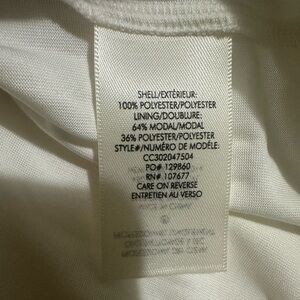 SHELL/EXTÉRIEUR:
100% POLYESTER/POLYESTER
LINING/DOUBLURE:
64% MODAL/MODAL
36% POLYESTER/POLYESTER
STYLE#/NUMÉRO DE MODÈLE:
CC302047504
PO# 129860
RN# 107677
CARE ON REVERSE
ENTRETIEN AU VERSO